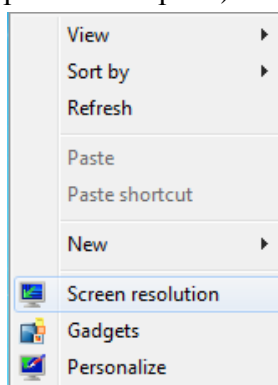 View
Sort by
Refresh
Paste
Paste shortcut
New
Screen resolution
Gadgets
Personalize